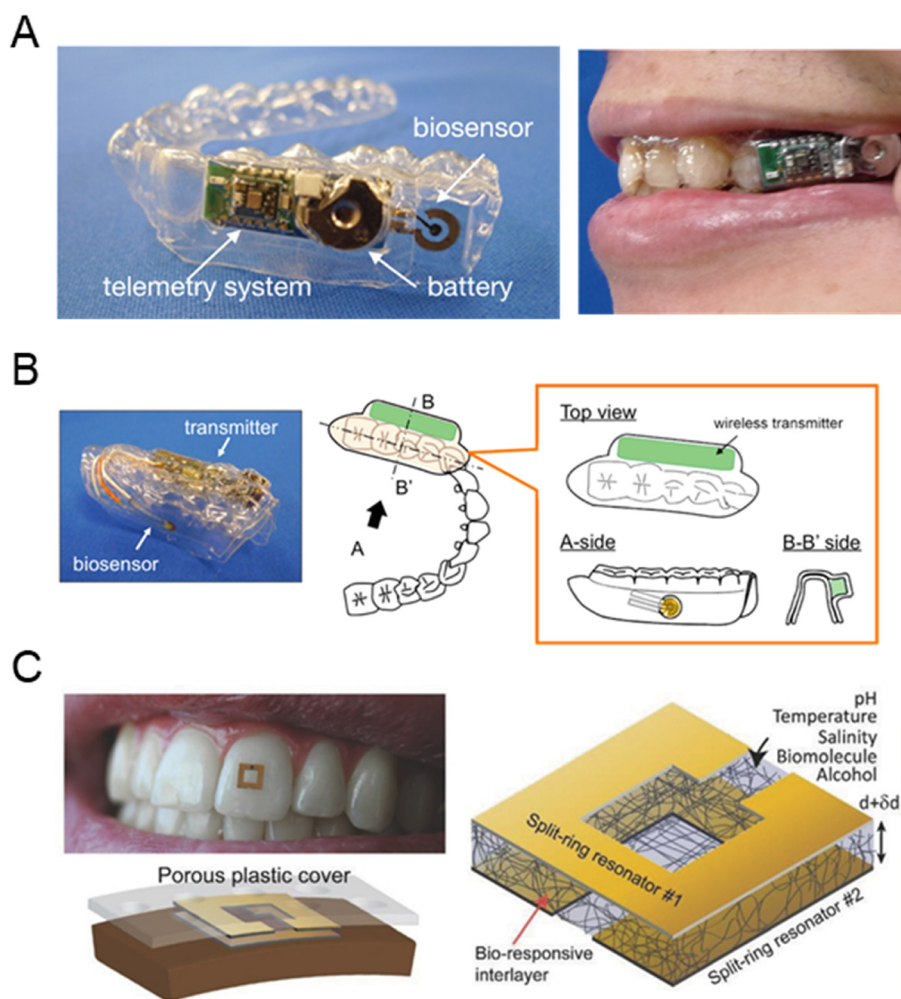 A
biosensor
telemetry system
battery
B
transmitter
biosensor
B
B'
A
Top view
wireless transmitter
A-side
B-B' side
C
Porous plastic cover
pH
Temperature
Salinity
Biomolecule
Alcohol
d+δd
Split-ring resonator #1
Split-ring resonator #2
Bio-responsive
interlayer